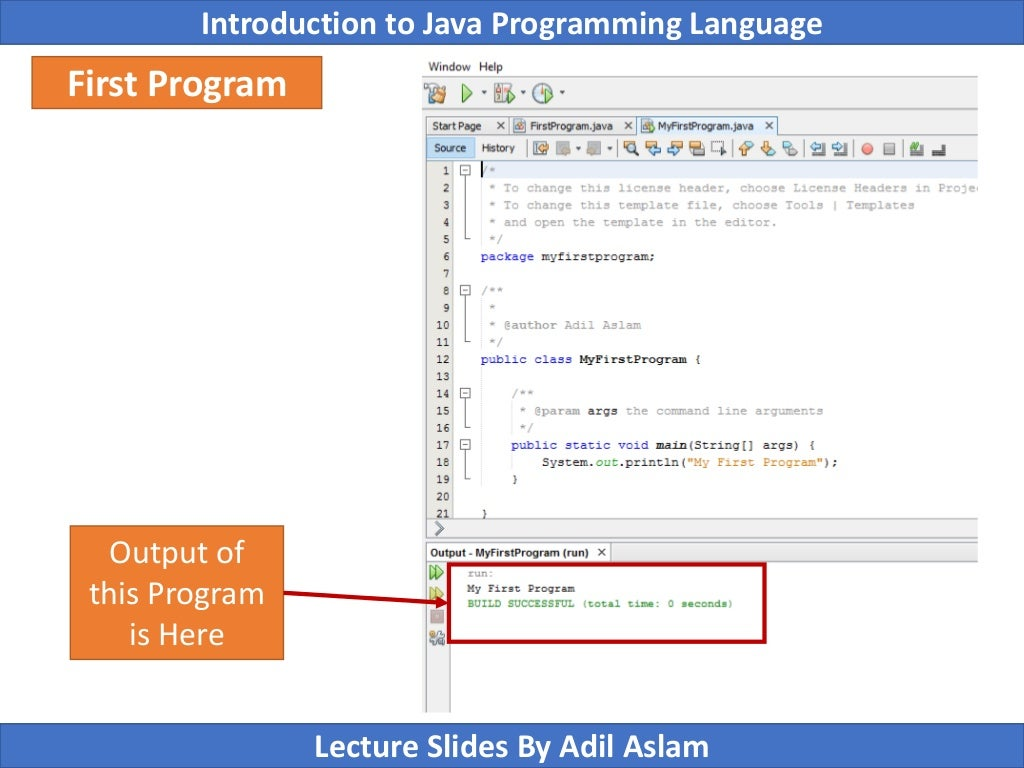 Introduction to Java Programming Language
First Program
Window Help
Start Page FirstProgram.java MyFirstProgram.java
Source History
1 /*
2 * To change this license header, choose License Headers in
3 * To change this template file, choose Tools | Templates
4 * and open the template in the editor.
5 */
6 package myfirstprogram;
7
8 /**
9 *
10 * @author Adil Aslam
11 */
12 public class MyFirstProgram {
13
14 /**
15 * @param args the command line arguments
16 */
17 public static void main(String[] args) {
18 System.out.println("My First Program");
19 }
20
21 }
Output of
this Program
is Here
Output - MyFirstProgram (run)
run:
My First Program
BUILD SUCCESSFUL (total time: 0 seconds)
Lecture Slides By Adil Aslam